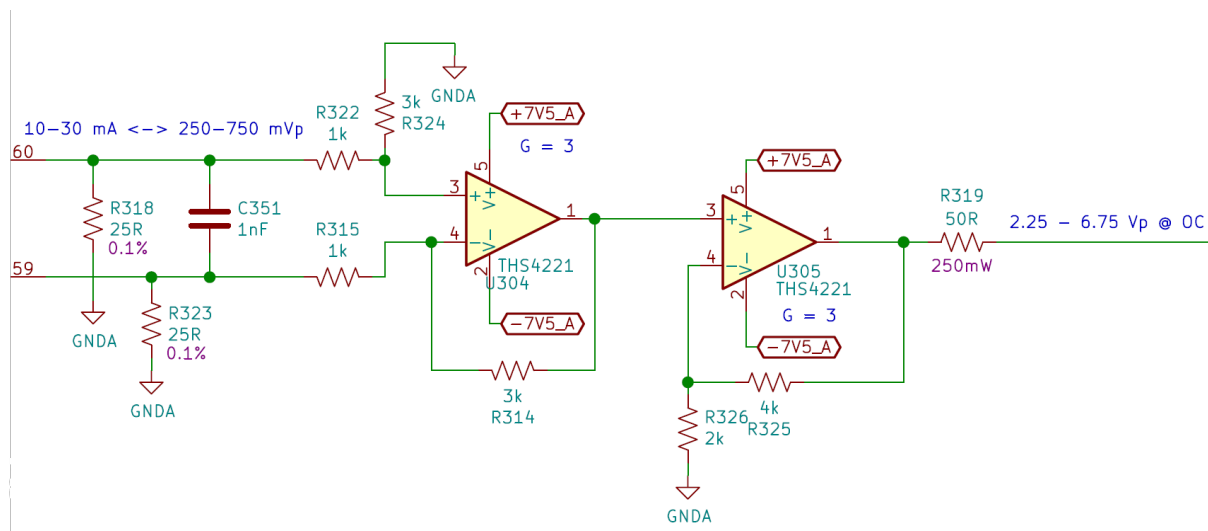 10-30 mA <-> 250-750 mVp
60
59
R318
25R
0.1%
GNDA
C351
1nF
R323
25R
0.1%
GNDA
R322
1k
R315
1k
3k
R324
GNDA
+7V5_A
G = 3
3
4
5
2
1
+
-
V+
V-
THS4221
U304
-7V5_A
3k
R314
+7V5_A
3
4
5
2
1
+
-
V+
V-
U305
THS4221
G = 3
-7V5_A
4k
R325
R326
2k
GNDA
R319
50R
250mW
2.25 - 6.75 Vp @ OC